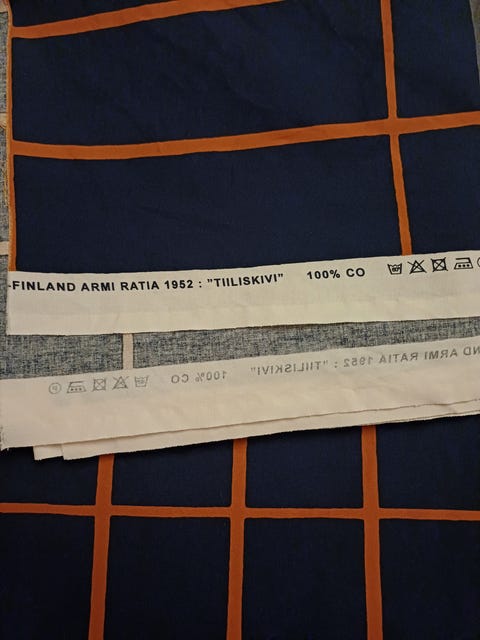 -FINLAND ARMI RATIA 1952 : "TIILISKIVI" 100% CO
ND ARMI RATIA 1952 : "TIILISKIVI" 100% CO